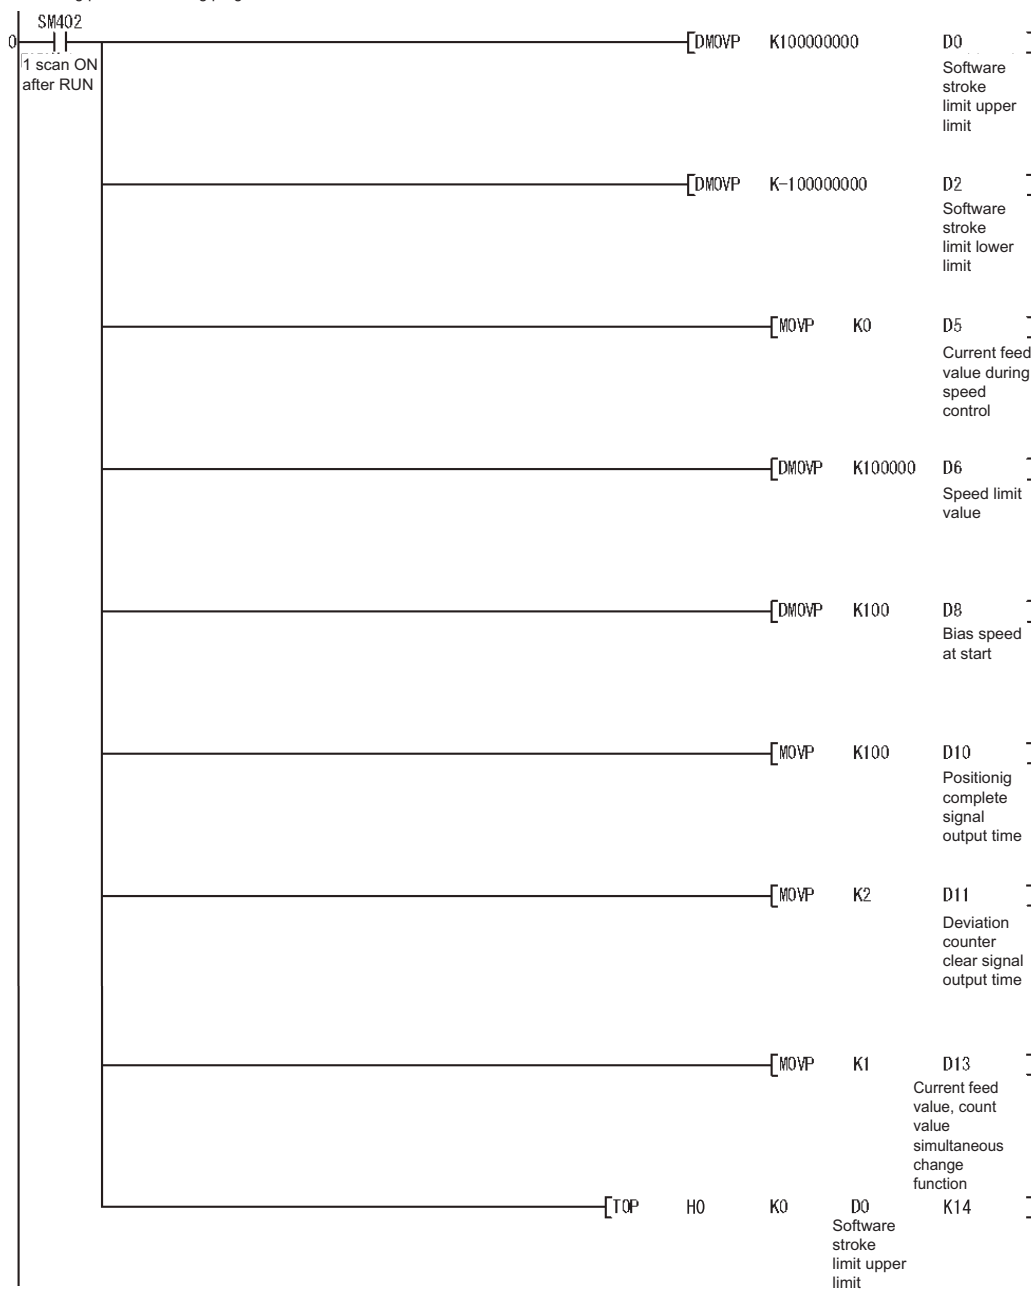 SM402
0 [DMOVP K100000000 D0 ]
1 scan ON
after RUN
Software
stroke
limit upper
limit
[DMOVP K-100000000 D2 ]
Software
stroke
limit lower
limit
[MOVP K0 D5 ]
Current feed
value during
speed
control
[DMOVP K100000 D6 ]
Speed limit
value
[DMOVP K100 D8 ]
Bias speed
at start
[MOVP K100 D10 ]
Positionig
complete
signal
output time
[MOVP K2 D11 ]
Deviation
counter
clear signal
output time
[MOVP K1 D13 ]
Current feed
value, count
value
simultaneous
change
function
[TOP H0 K0 D0 K14 ]
Software
stroke
limit upper
limit